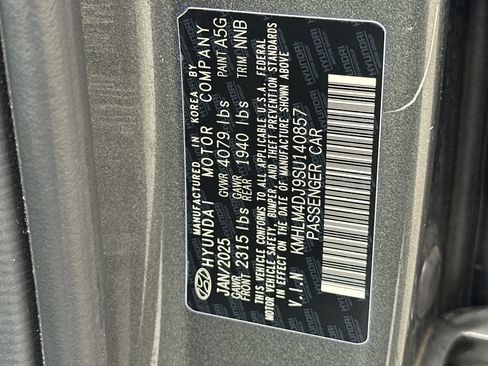 MANUFACTURED IN KOREA BY
HYUNDAI MOTOR COMPANY
JAN/2025 GVWR 4079 lbs PAINT A5G
GAWR FRONT 2315 lbs GAWR REAR 1940 lbs TRIM NNB
THIS VEHICLE CONFORMS TO ALL APPLICABLE U.S.A. FEDERAL
MOTOR VEHICLE SAFETY, BUMPER, AND THEFT PREVENTION STANDARDS
IN EFFECT ON THE DATE OF MANUFACTURE SHOWN ABOVE
V.I.N KMHLM4DJ9SU140857
PASSENGER CAR